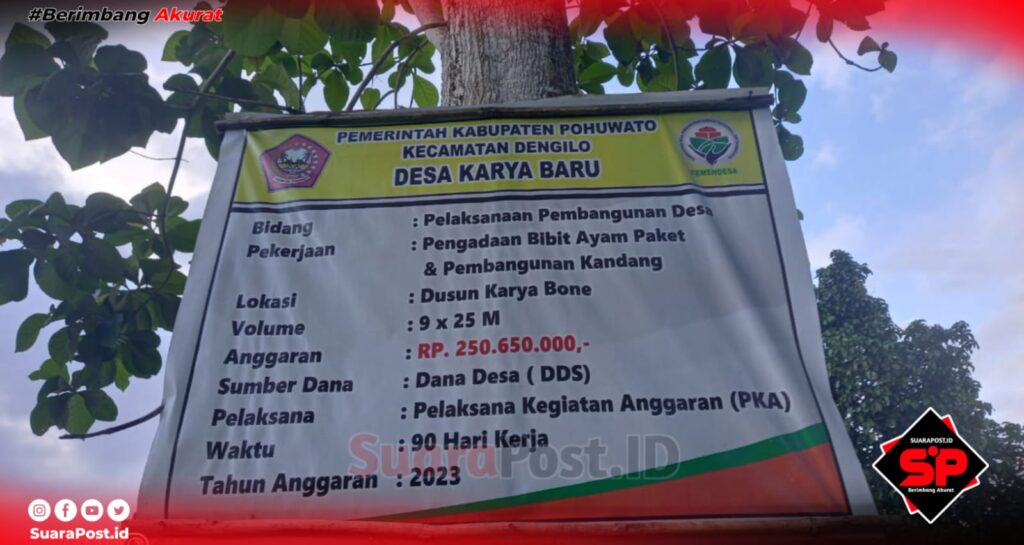 #Berimbang Akurat
SUARAPOST.id
PEMERINTAH KABUPATEN POHUWATO
KECAMATAN DENGILO
DESA KARYA BARU
KEMENDESA
Bidang : Pelaksanaan Pembangunan Desa
Pekerjaan : Pengadaan Bibit Ayam Paket
& Pembangunan Kandang
Lokasi : Dusun Karya Bone
Volume : 9 x 25 M
Anggaran : RP. 250.650.000,-
Sumber Dana : Dana Desa ( DDS)
Pelaksana : Pelaksana Kegiatan Anggaran (PKA)
Waktu : 90 Hari Kerja
Tahun Anggaran : 2023
SuaraPost.ID
SUARAPOST.ID
SP
Berimbang Akurat
SuaraPost.id